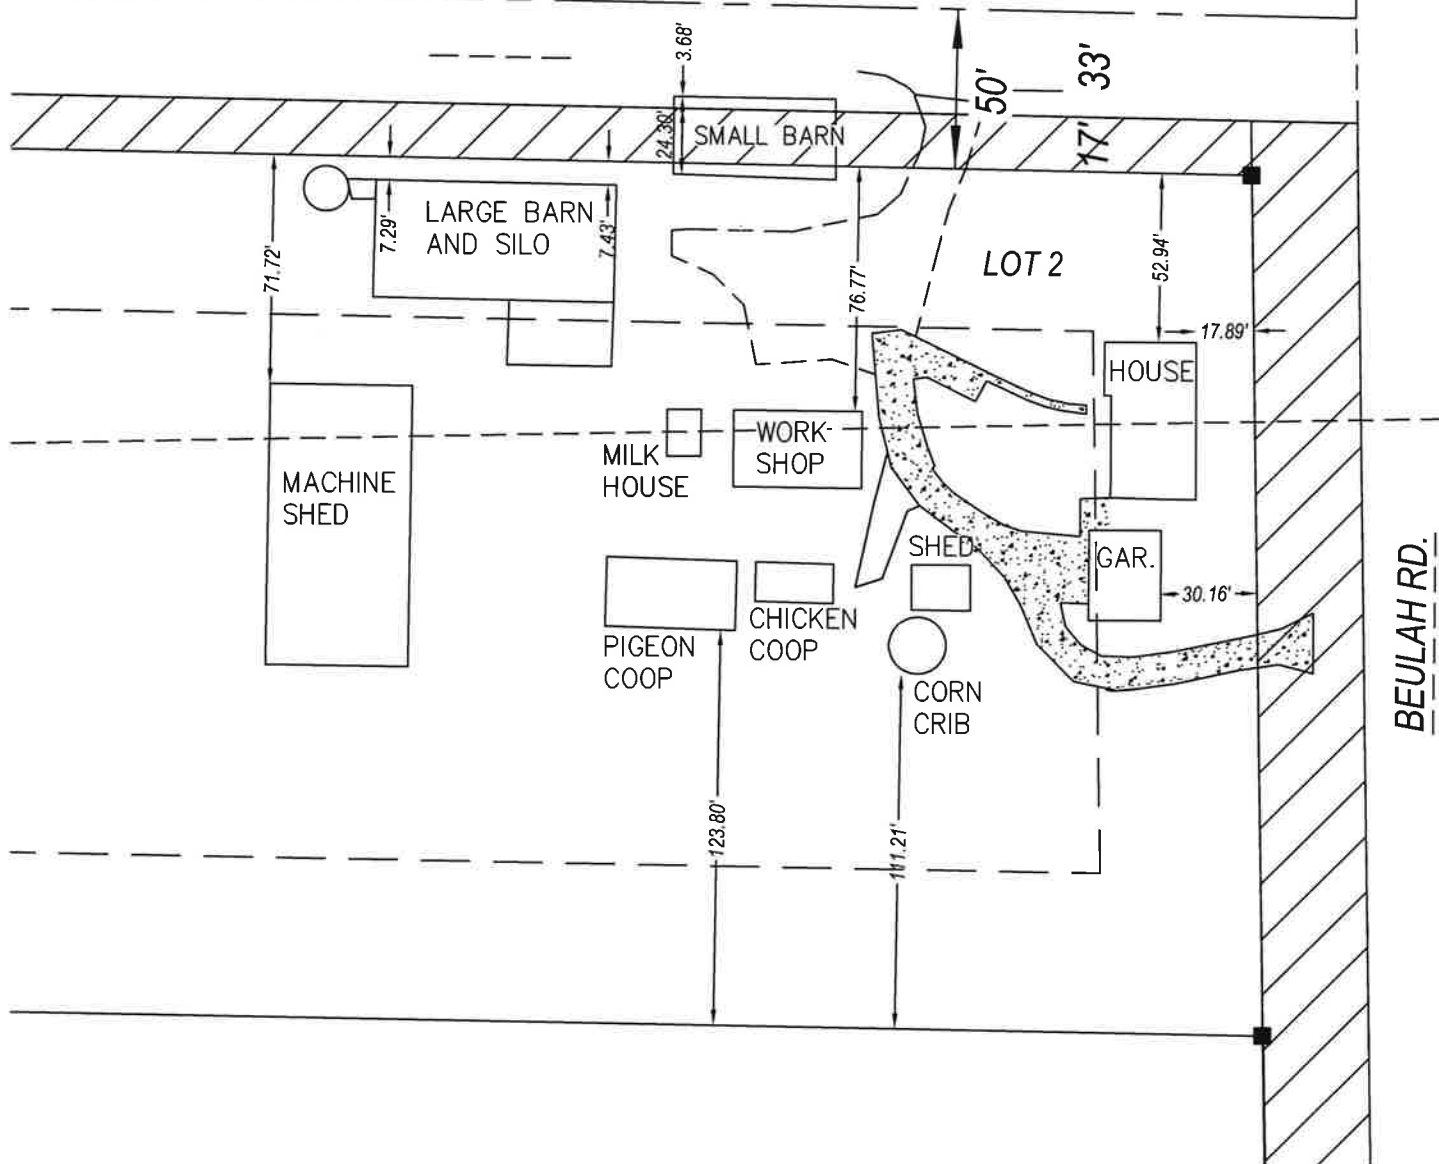 3.68'
50'
33'
17'
24.30'
SMALL BARN
LARGE BARN
AND SILO
7.29'
7.43'
71.72'
76.77'
LOT 2
52.94'
17.89'
HOUSE
WORK-
SHOP
MILK
HOUSE
MACHINE
SHED
SHED
GAR.
30.16'
BEULAH RD.
CHICKEN
COOP
PIGEON
COOP
CORN
CRIB
123.80'
111.21'